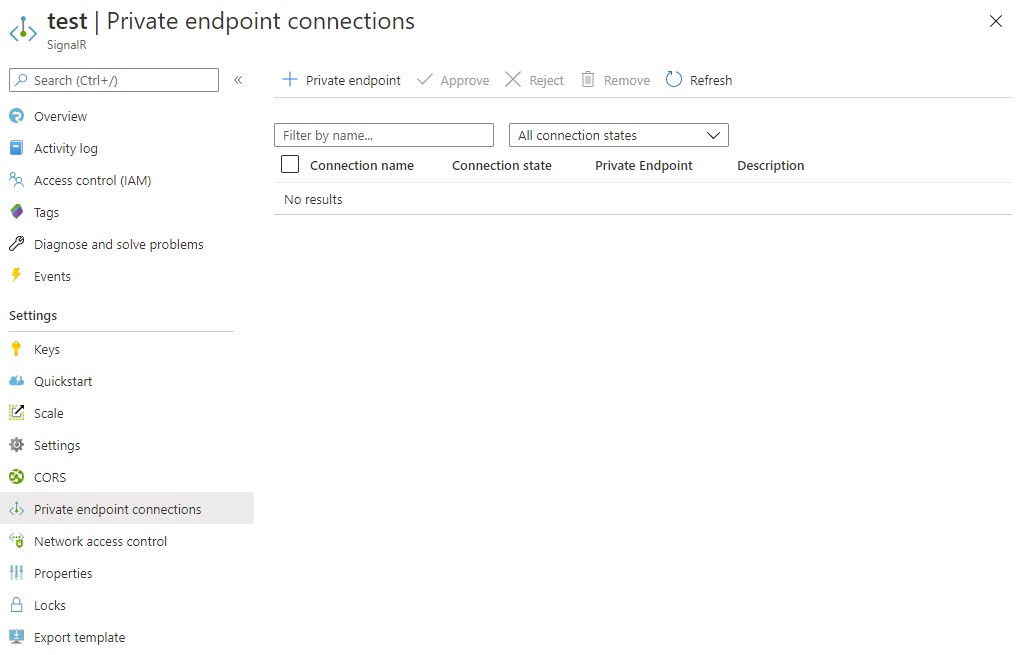 test | Private endpoint connections
SignalR
Search (Ctrl+/)
«
Overview
Activity log
Access control (IAM)
Tags
Diagnose and solve problems
Events
Settings
Keys
Quickstart
Scale
Settings
CORS
Private endpoint connections
Network access control
Properties
Locks
Export template
Private endpoint Approve Reject Remove Refresh
Filter by name... All connection states
Connection name Connection state Private Endpoint Description
No results